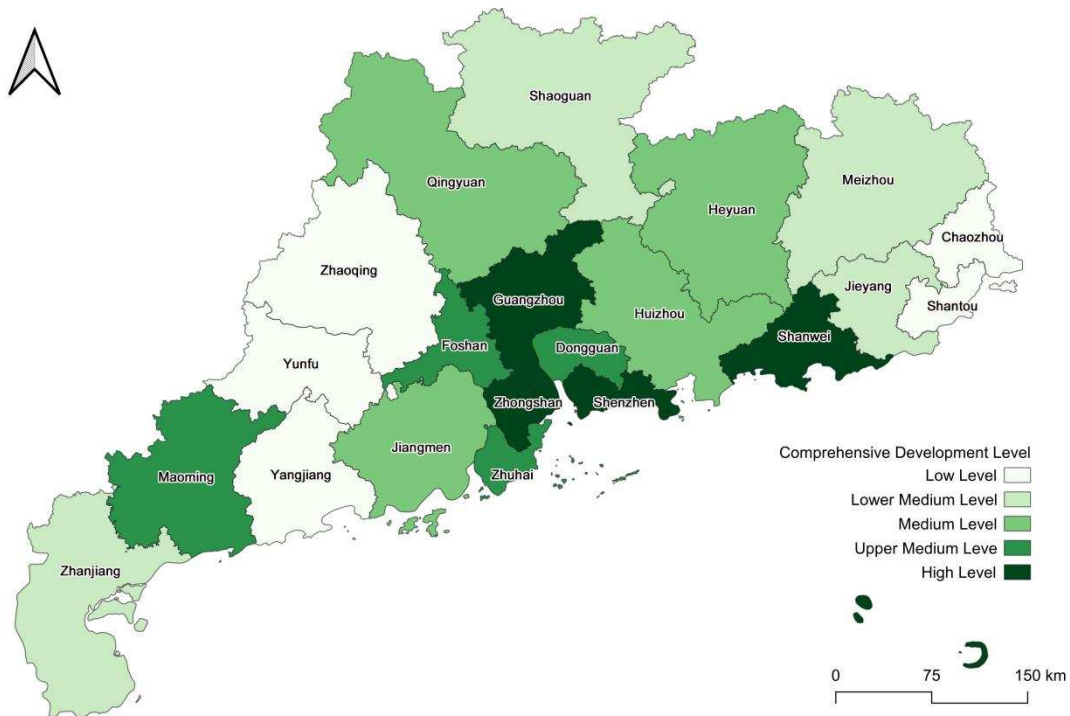 Shaoguan
Qingyuan
Meizhou
Heyuan
Chaozhou
Zhaoqing
Jieyang
Guangzhou
Shantou
Huizhou
Shanwei
Foshan
Dongguan
Yunfu
Zhongshan
Shenzhen
Jiangmen
Maoming
Yangjiang
Zhuhai
Zhanjiang
Comprehensive Development Level
Low Level
Lower Medium Level
Medium Level
Upper Medium Leve
High Level
0 75 150 km